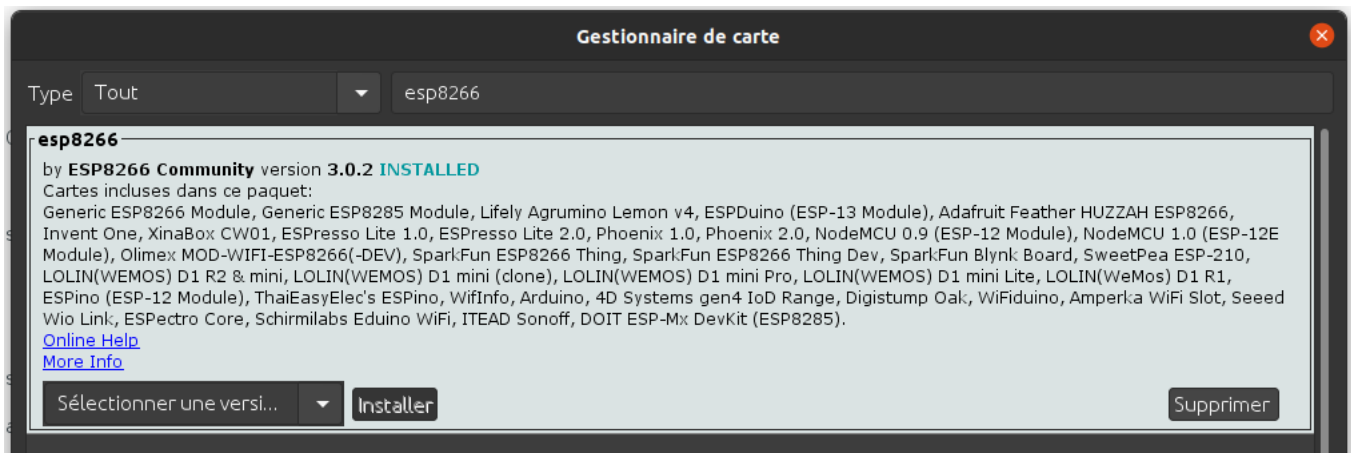 Gestionnaire de carte
Type Tout esp8266
esp8266
by ESP8266 Community version 3.0.2 INSTALLED
Cartes incluses dans ce paquet:
Generic ESP8266 Module, Generic ESP8285 Module, Lifely Agrumino Lemon v4, ESPDuino (ESP-13 Module), Adafruit Feather HUZZAH ESP8266,
Invent One, XinaBox CW01, ESPresso Lite 1.0, ESPresso Lite 2.0, Phoenix 1.0, Phoenix 2.0, NodeMCU 0.9 (ESP-12 Module), NodeMCU 1.0 (ESP-12E
Module), Olimex MOD-WIFI-ESP8266(-DEV), SparkFun ESP8266 Thing, SparkFun ESP8266 Thing Dev, SparkFun Blynk Board, SweetPea ESP-210,
LOLIN(WEMOS) D1 R2 & mini, LOLIN(WEMOS) D1 mini (clone), LOLIN(WEMOS) D1 mini Pro, LOLIN(WEMOS) D1 mini Lite, LOLIN(WeMos) D1 R1,
ESPino (ESP-12 Module), ThaiEasyElec's ESPino, WifInfo, Arduino, 4D Systems gen4 IoD Range, Digistump Oak, WiFiduino, Amperka WiFi Slot, Seeed
Wio Link, ESPectro Core, Schirmilabs Eduino WiFi, ITEAD Sonoff, DOIT ESP-Mx DevKit (ESP8285).
Online Help
More Info
Sélectionner une versi... Installer Supprimer